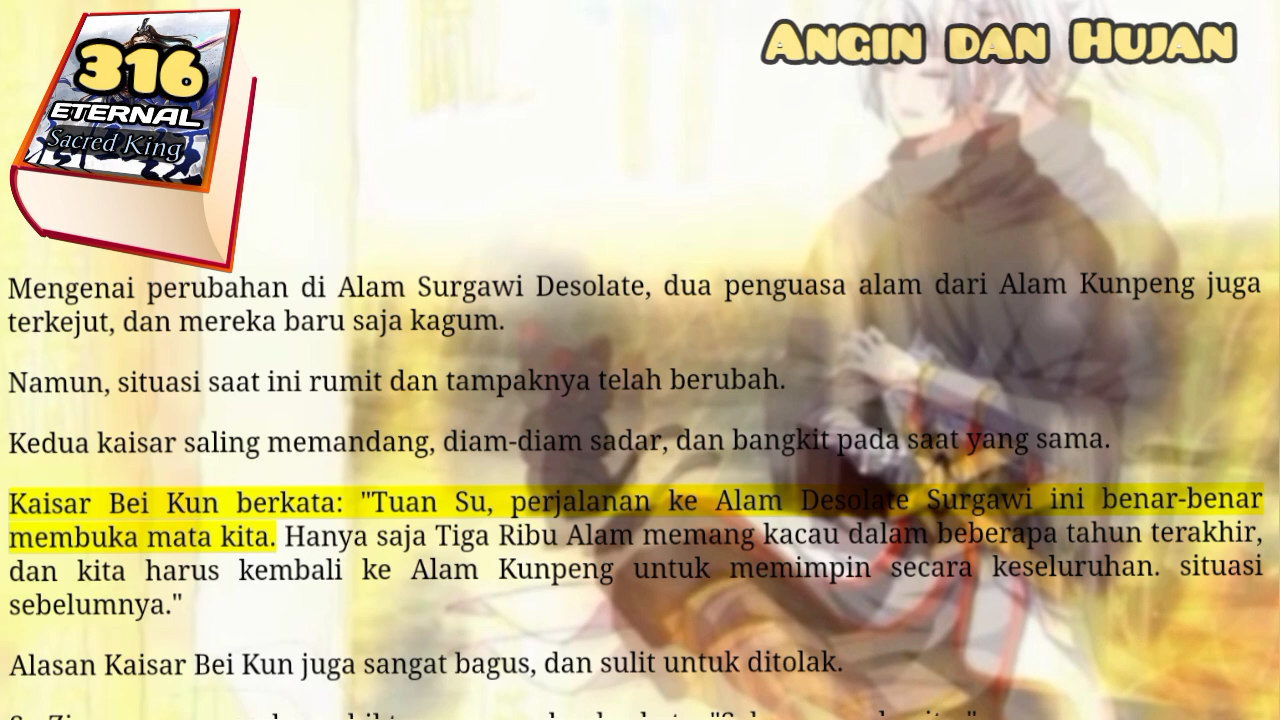 316
ETERNAL
Sacred King
Angin dan Hujan
Mengenai perubahan di Alam Surgawi Desolate, dua penguasa alam dari Alam Kunpeng juga
terkejut, dan mereka baru saja kagum.
Namun, situasi saat ini rumit dan tampaknya telah berubah.
Kedua kaisar saling memandang, diam-diam sadar, dan bangkit pada saat yang sama.
Kaisar Bei Kun berkata: "Tuan Su, perjalanan ke Alam Desolate Surgawi ini benar-benar
membuka mata kita. Hanya saja Tiga Ribu Alam memang kacau dalam beberapa tahun terakhir,
dan kita harus kembali ke Alam Kunpeng untuk memimpin secara keseluruhan. situasi
sebelumnya."
Alasan Kaisar Bei Kun juga sangat bagus, dan sulit untuk ditolak.